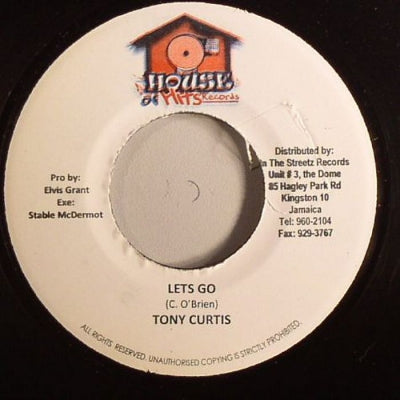 HOUSE
OF HITS Records
Pro by:
Elvis Grant
Exe:
Stable McDermot
Distributed by:
In The Streetz Records
Unit # 3, the Dome
85 Hagley Park Rd
Kingston 10
Jamaica
Tel: 960-2104
Fax: 929-3767
LETS GO
(C. O'Brien)
TONY CURTIS
ALL RIGHTS RESERVED. UNAUTHORISED COPYING IS STRICTLY PROHIBITED.